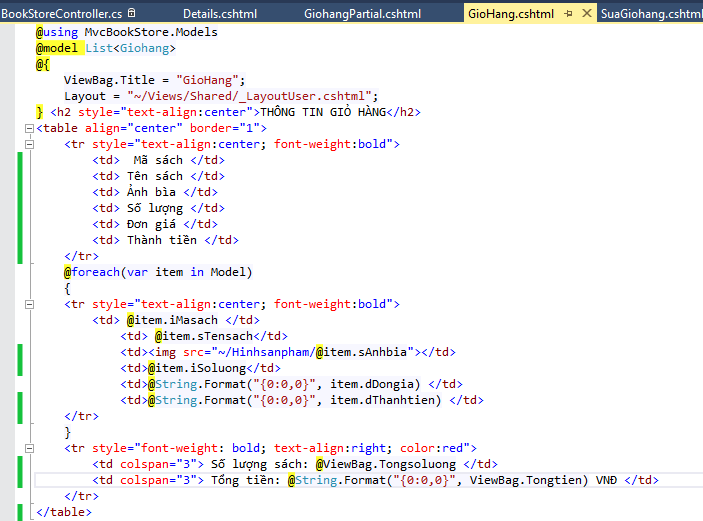 BookStoreController.cs Details.cshtml GiohangPartial.cshtml GioHang.cshtml SuaGiohang.cshtml
@using MvcBookStore.Models
@model List<Giohang>
@{
ViewBag.Title = "GioHang";
Layout = "~/Views/Shared/_LayoutUser.cshtml";
} <h2 style="text-align:center">THÔNG TIN GIỎ HÀNG</h2>
<table align="center" border="1">
<tr style="text-align:center; font-weight:bold">
<td> Mã sách </td>
<td> Tên sách </td>
<td> Ảnh bìa </td>
<td> Số lượng </td>
<td> Đơn giá </td>
<td> Thành tiền </td>
</tr>
@foreach(var item in Model)
{
<tr style="text-align:center; font-weight:bold">
<td> @item.iMasach </td>
<td> @item.sTensach</td>
<td><img src="~/Hinhsanpham/@item.sAnhbia"></td>
<td>@item.iSoluong</td>
<td>@String.Format("{0:0,0}", item.dDongia) </td>
<td>@String.Format("{0:0,0}", item.dThanhtien) </td>
</tr>
}
<tr style="font-weight: bold; text-align:right; color:red">
<td colspan="3"> Số lượng sách: @ViewBag.Tongsoluong </td>
<td colspan="3"> Tổng tiền: @String.Format("{0:0,0}", ViewBag.Tongtien) VNĐ </td>
</tr>
</table>